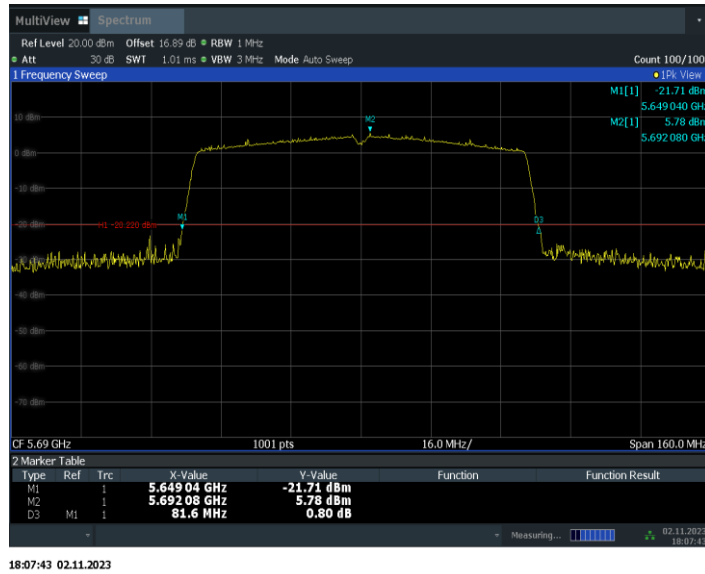 MultiView Spectrum
Ref Level 20.00 dBm Offset 16.89 dB RBW 1 MHz
Att 30 dB SWT 1.01 ms VBW 3 MHz Mode Auto Sweep Count 100/100
1 Frequency Sweep 1Pk View
M1[1] -21.71 dBm
5.649 040 GHz
M2[1] 5.78 dBm
5.692 080 GHz
10 dBm
M2
0 dBm
-10 dBm
M1
D3
-20 dBm
H1 -20.220 dBm
-30 dBm
-40 dBm
-50 dBm
-60 dBm
-70 dBm
CF 5.69 GHz 1001 pts 16.0 MHz/ Span 160.0 MHz
2 Marker Table
Type Ref Trc X-Value Y-Value Function Function Result
M1 1 5.649 04 GHz -21.71 dBm
M2 1 5.692 08 GHz 5.78 dBm
D3 M1 1 81.6 MHz 0.80 dB
Measuring... 02.11.2023
18:07:43
18:07:43 02.11.2023